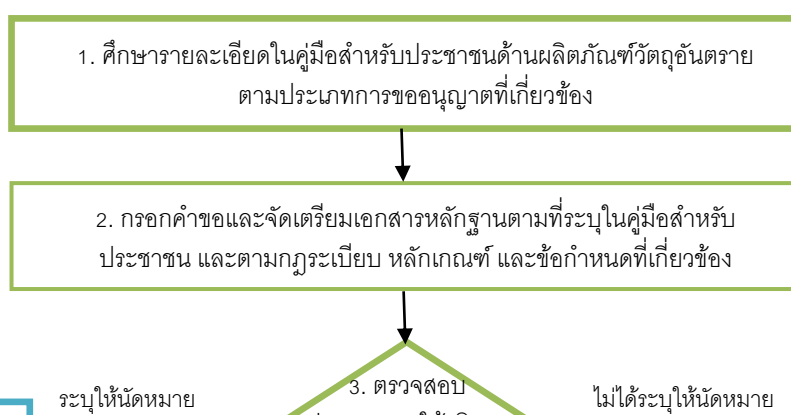 1. ศึกษารายละเอียดในคู่มือสำหรับประชาชนด้านผลิตภัณฑ์วัตถุอันตราย
ตามประเภทการขออนุญาตที่เกี่ยวข้อง
2. กรอกคำขอและจัดเตรียมเอกสารหลักฐานตามที่ระบุในคู่มือสำหรับ
ประชาชน และตามกฎระเบียบ หลักเกณฑ์ และข้อกำหนดที่เกี่ยวข้อง
3. ตรวจสอบ
ระบุให้นัดหมาย
ไม่ได้ระบุให้นัดหมาย